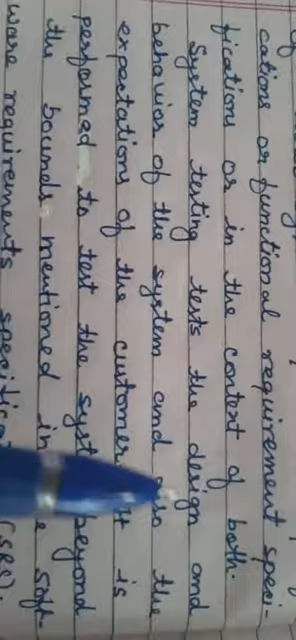 cations or functional requirement speci-
fications or in the context of both.
System testing tests the design and
behavior of the system and also the
expectations of the customer. It is
performed to test the system beyond
the bounds mentioned in the soft-
ware requirements specification (SRS).